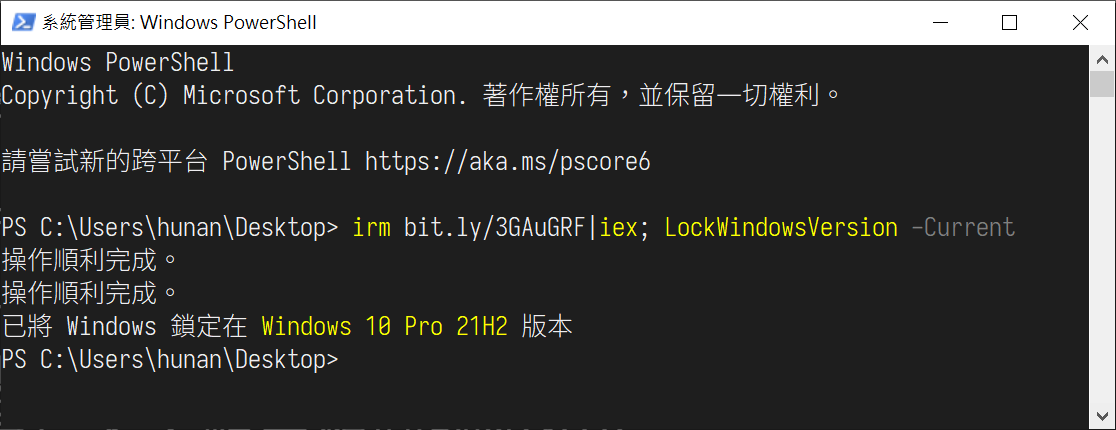 系統管理員: Windows PowerShell
Windows PowerShell
Copyright (C) Microsoft Corporation. 著作權所有，並保留一切權利。
請嘗試新的跨平台 PowerShell https://aka.ms/pscore6
PS C:\Users\hunan\Desktop> irm bit.ly/3GAuGRF|iex; LockWindowsVersion -Current
操作順利完成。
操作順利完成。
已將 Windows 鎖定在 Windows 10 Pro 21H2 版本
PS C:\Users\hunan\Desktop>